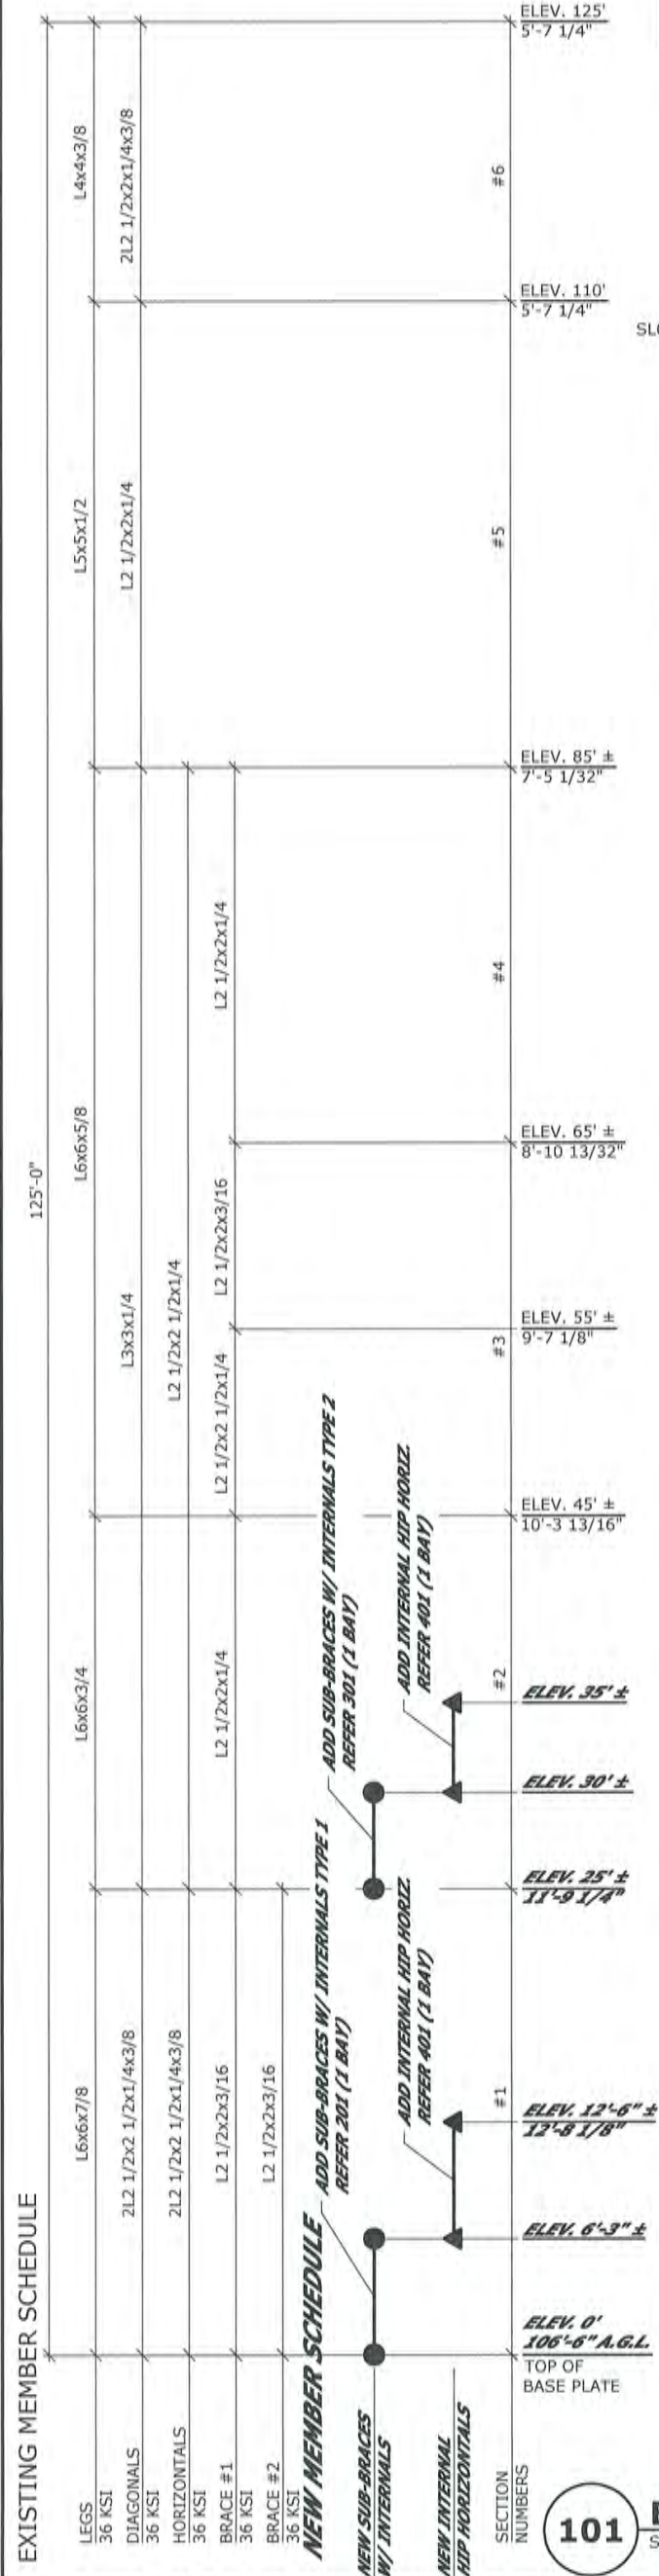 EXISTING MEMBER SCHEDULE
125'-0"
LEGS
36 KSI
L6x6x7/8
L6x6x3/4
L6x6x5/8
L5x5x1/2
L4x4x3/8
DIAGONALS
36 KSI
2L2 1/2x2 1/2x1/4x3/8
L3x3x1/4
L2 1/2x2x1/4
2L2 1/2x2x1/4x3/8
HORIZONTALS
36 KSI
2L2 1/2x2 1/2x1/4x3/8
L2 1/2x2 1/2x1/4
BRACE #1
36 KSI
L2 1/2x2x3/16
L2 1/2x2x1/4
L2 1/2x2 1/2x1/4
L2 1/2x2x3/16
L2 1/2x2x1/4
BRACE #2
36 KSI
L2 1/2x2x3/16
NEW MEMBER SCHEDULE
ADD SUB-BRACES W/ INTERNALS TYPE 1
REFER 201 (1 BAY)
ADD SUB-BRACES W/ INTERNALS TYPE 2
REFER 301 (1 BAY)
NEW SUB-BRACES
W/ INTERNALS
ADD INTERNAL HIP HORIZ.
REFER 401 (1 BAY)
ADD INTERNAL HIP HORIZ.
REFER 401 (1 BAY)
NEW INTERNAL
HIP HORIZONTALS
SECTION
NUMBERS
#1
#2
#3
#4
#5
#6
ELEV. 125'
5'-7 1/4"
ELEV. 110'
5'-7 1/4"
ELEV. 85' ±
7'-5 1/32"
ELEV. 65' ±
8'-10 13/32"
ELEV. 55' ±
9'-7 1/8"
ELEV. 45' ±
10'-3 13/16"
ELEV. 35' ±
ELEV. 30' ±
ELEV. 25' ±
11'-9 1/4"
ELEV. 12'-6" ±
12'-8 1/8"
ELEV. 6'-3" ±
ELEV. 0'
106'-6" A.G.L.
TOP OF
BASE PLATE
101